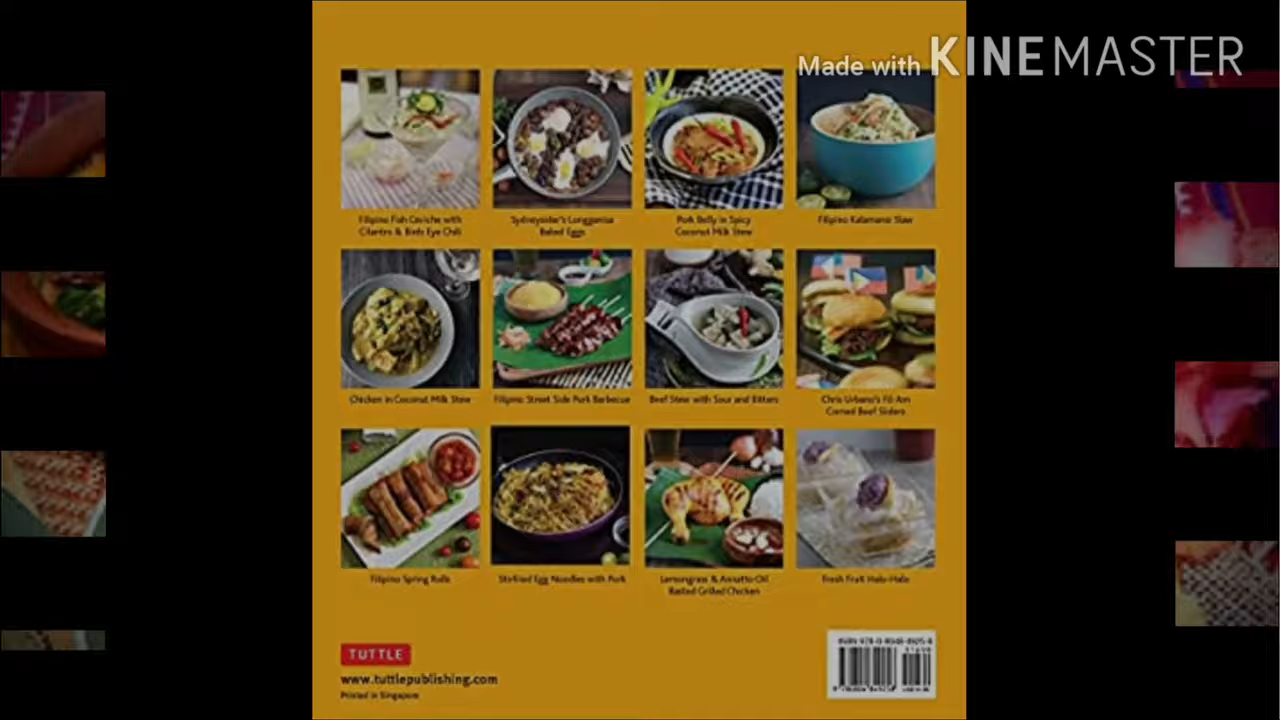 Made with KINEMASTER
Filipino Fish Ceviche with
Cilantro & Birds Eye Chili
Sydneysider's Longganisa
Baked Eggs
Pork Belly in Spicy
Coconut Milk Stew
Filipino Kalamansi Slaw
Chicken in Coconut Milk Stew
Filipino Street Side Pork Barbecue
Beef Stew with Sour and Bitters
Chris Urbano's Fil-Am
Corned Beef Sliders
Filipino Spring Rolls
Stirfried Egg Noodles with Pork
Lemongrass & Annatto Oil
Basted Grilled Chicken
Fresh Fruit Halo-Halo
TUTTLE
www.tuttlepublishing.com
Printed in Singapore